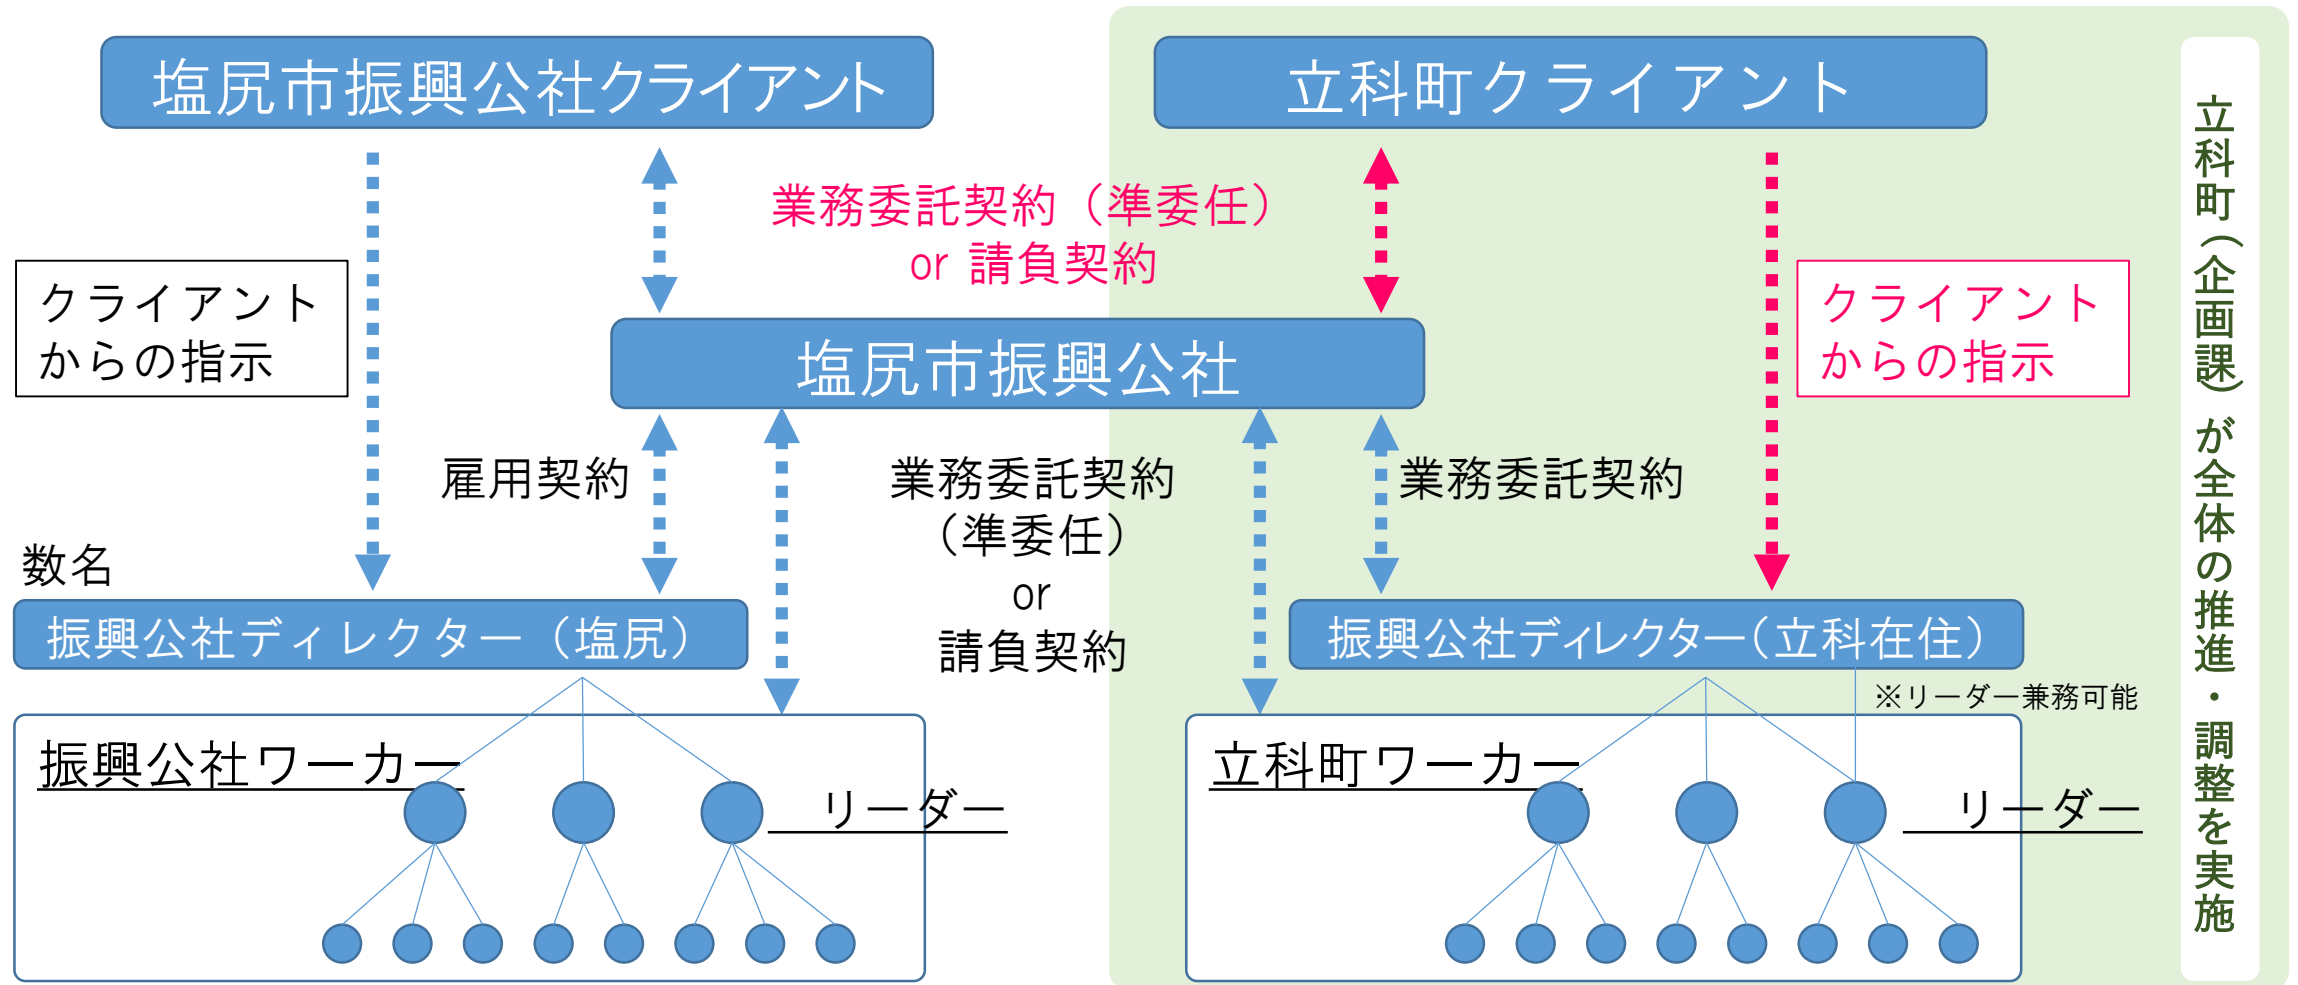 塩尻市振興公社クライアント
立科町クライアント
業務委託契約（準委任）
or 請負契約
クライアント
からの指示
クライアント
からの指示
塩尻市振興公社
雇用契約
業務委託契約
（準委任）
or
請負契約
業務委託契約
数名
振興公社ディレクター（塩尻）
振興公社ディレクター（立科在住）
※リーダー兼務可能
振興公社ワーカー
リーダー
立科町ワーカー
リーダー
立科町（企画課）が全体の推進・調整を実施